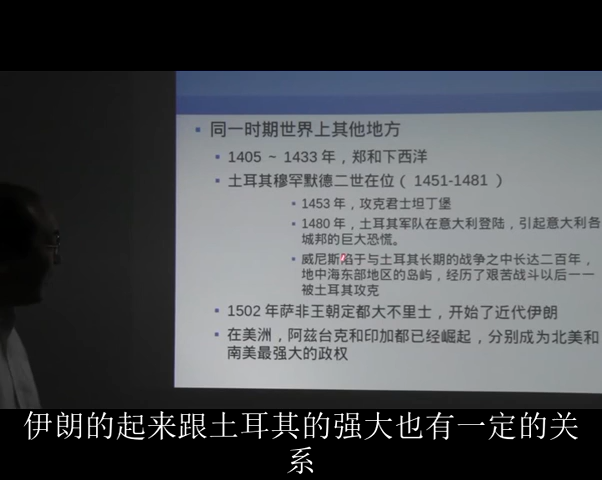 同一时期世界上其他地方
1405 ~ 1433 年，郑和下西洋
土耳其穆罕默德二世在位（ 1451-1481 ）
1453 年，攻克君士坦丁堡
1480 年，土耳其军队在意大利登陆，引起意大利各
城邦的巨大恐慌。
威尼斯陷于与土耳其长期的战争之中长达二百年，
地中海东部地区的岛屿，经历了艰苦战斗以后一一
被土耳其攻克
1502 年萨非王朝定都大不里士，开始了近代伊朗
在美洲，阿兹台克和印加都已经崛起，分别成为北美和
南美最强大的政权
伊朗的起来跟土耳其的强大也有一定的关
系